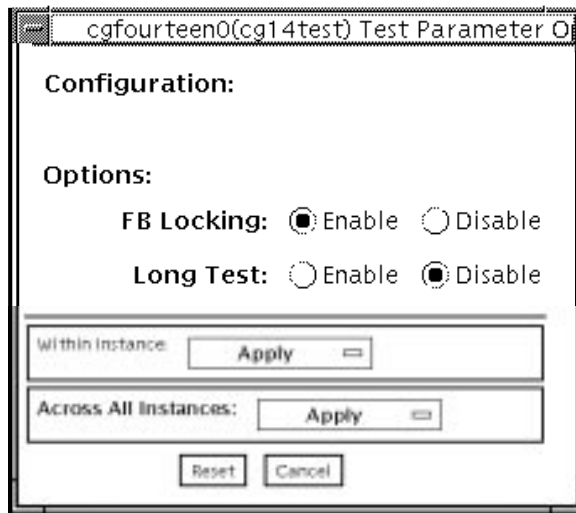 cgfourteen0(cg14test) Test Parameter O
Configuration:
Options:
FB Locking: Enable Disable
Long Test: Enable Disable
Within Instance: Apply
Across All Instances: Apply
Reset Cancel